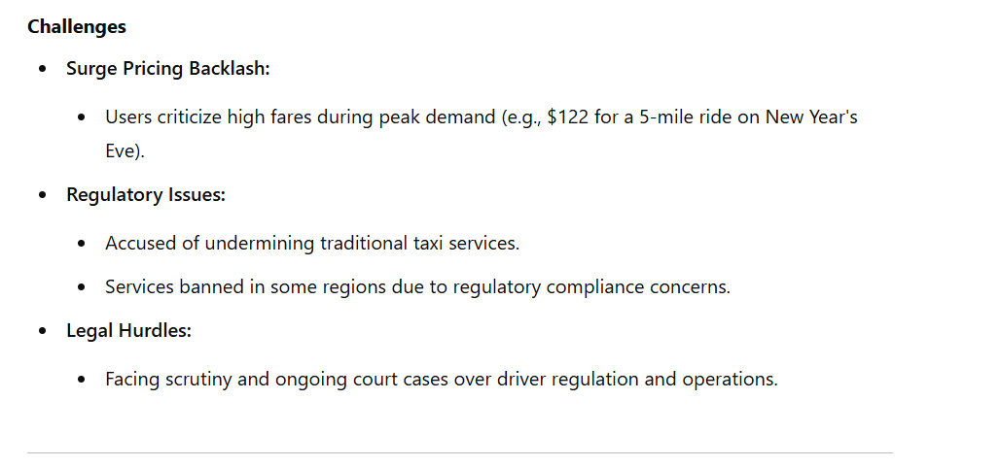 Challenges
• Surge Pricing Backlash:
• Users criticize high fares during peak demand (e.g., $122 for a 5-mile ride on New Year's
Eve).
• Regulatory Issues:
• Accused of undermining traditional taxi services.
• Services banned in some regions due to regulatory compliance concerns.
• Legal Hurdles:
• Facing scrutiny and ongoing court cases over driver regulation and operations.